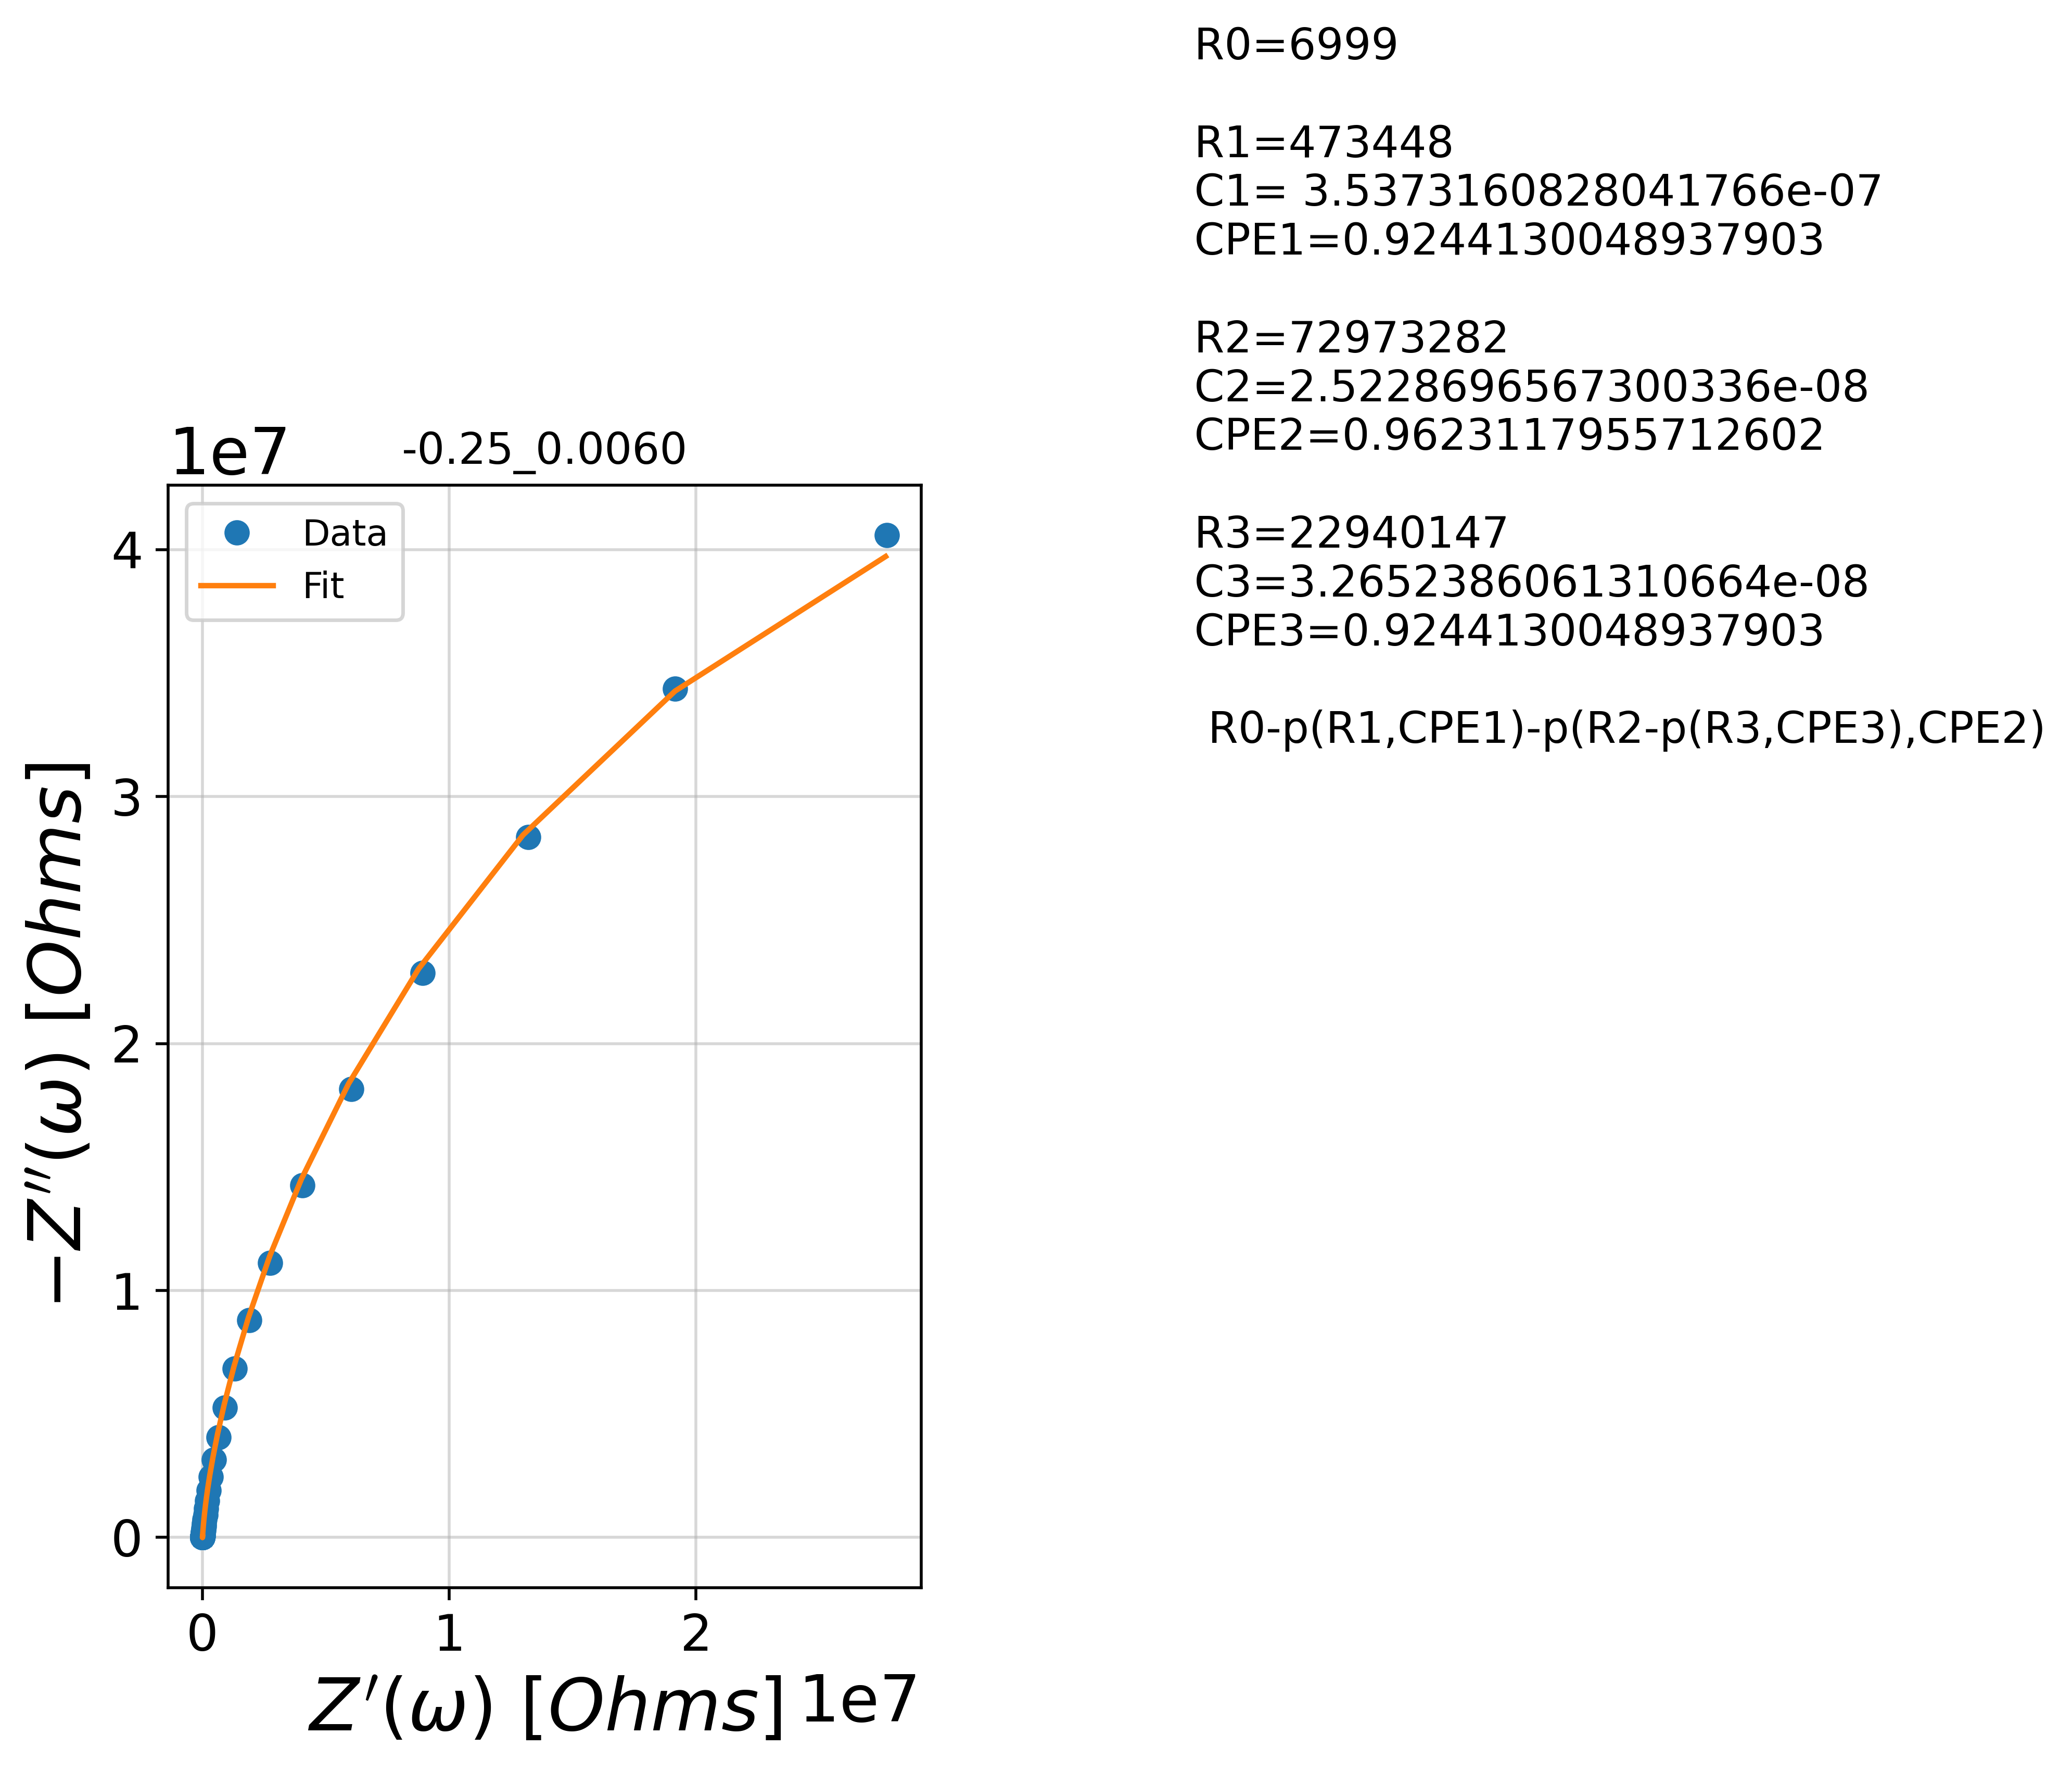 R0=6999
R1=473448
C1= 3.5373160828041766e-07
CPE1=0.9244130048937903
R2=72973282
C2=2.5228696567300336e-08
CPE2=0.9623117955712602
R3=22940147
C3=3.2652386061310664e-08
CPE3=0.9244130048937903
R0-p(R1,CPE1)-p(R2-p(R3,CPE3),CPE2)
1e7
-0.25_0.0060
Data
Fit
4
3
2
1
0
−Z′′(ω) [Ohms]
0 1 2
Z′(ω) [Ohms]
1e7